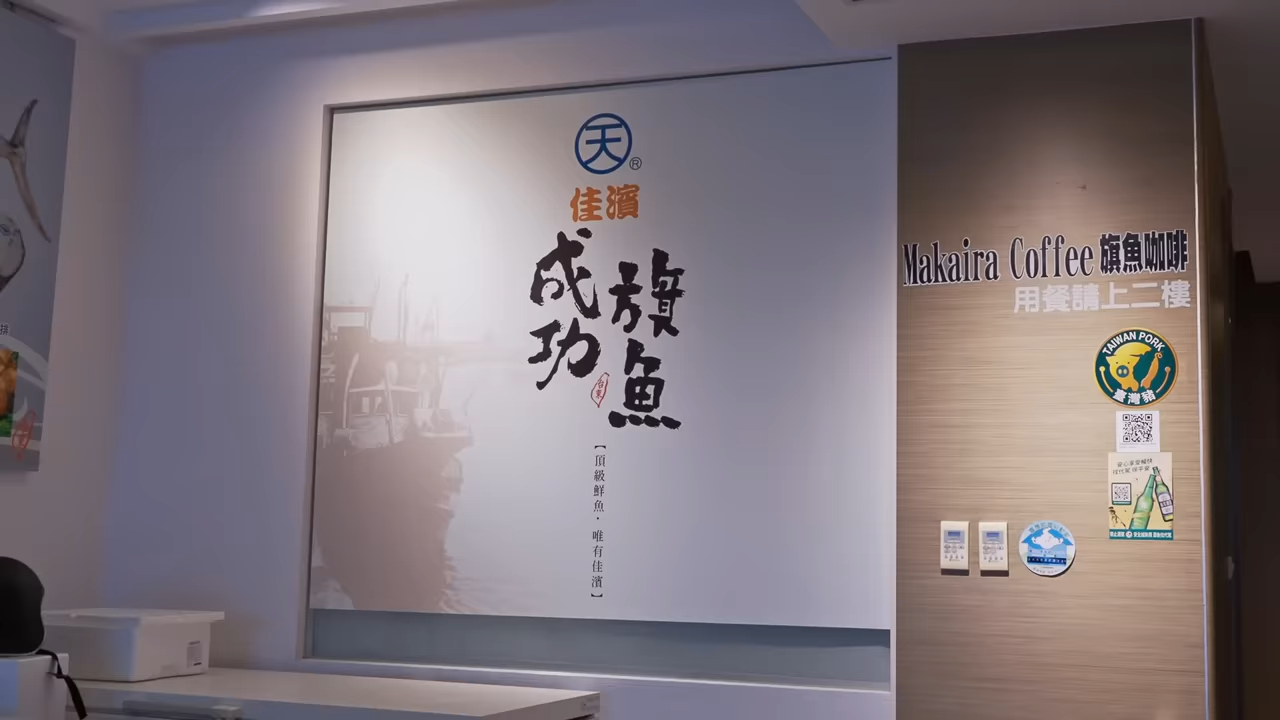 天
®
佳濱
旗魚
成功
台東
【頂級鮮魚・唯有佳濱】
Makaira Coffee 旗魚咖啡
用餐請上二樓
TAIWAN PORK
臺灣豬
排